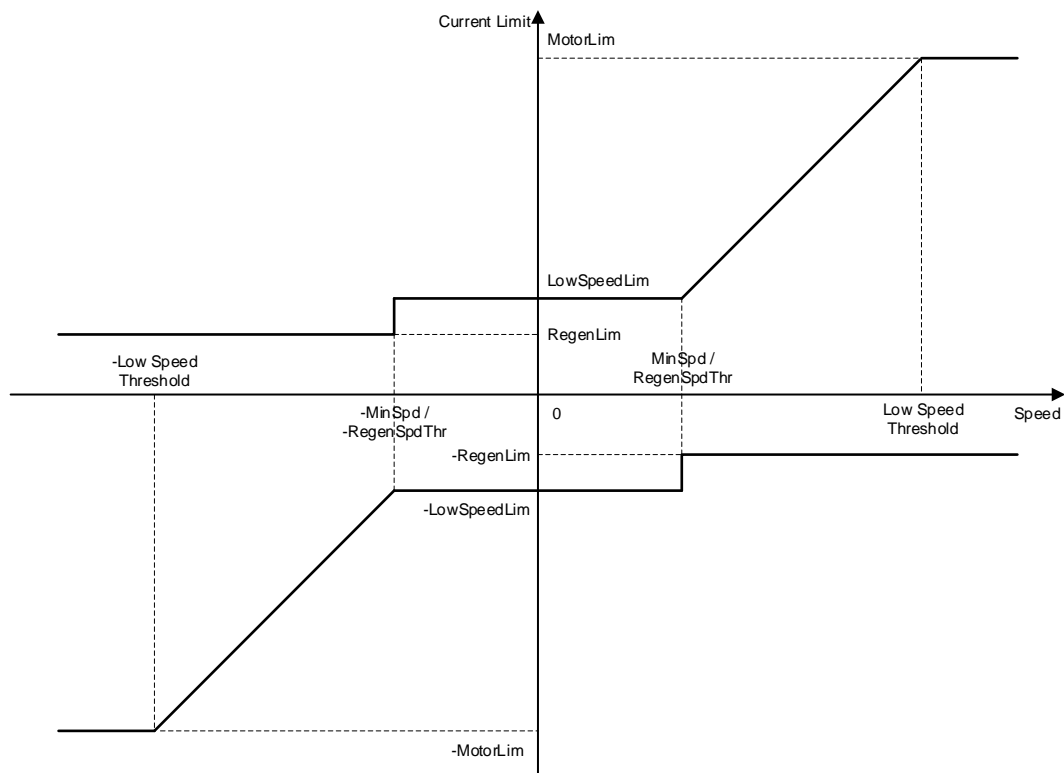 Current Limit
MotorLim
LowSpeedLim
RegenLim
-Low Speed
Threshold
MinSpd /
RegenSpdThr
-MinSpd /
-RegenSpdThr
0
Low Speed
Threshold
Speed
-RegenLim
-LowSpeedLim
-MotorLim